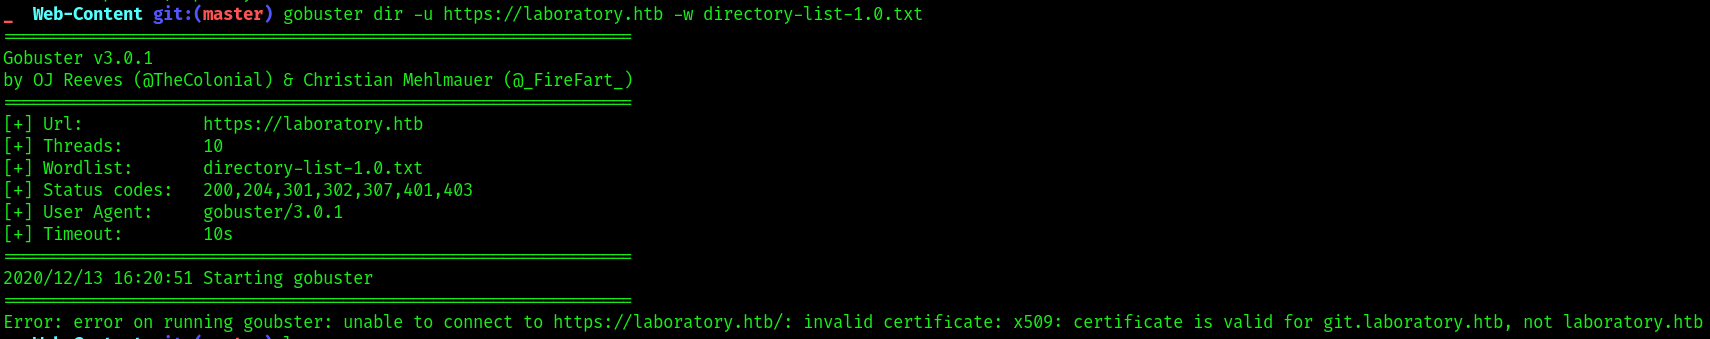 _ Web-Content git:(master) gobuster dir -u https://laboratory.htb -w directory-list-1.0.txt
===============================================================
Gobuster v3.0.1
by OJ Reeves (@TheColonial) & Christian Mehlmauer (@_FireFart_)
===============================================================
[+] Url:            https://laboratory.htb
[+] Threads:        10
[+] Wordlist:       directory-list-1.0.txt
[+] Status codes:   200,204,301,302,307,401,403
[+] User Agent:     gobuster/3.0.1
[+] Timeout:        10s
===============================================================
2020/12/13 16:20:51 Starting gobuster
===============================================================
Error: error on running goubster: unable to connect to https://laboratory.htb/: invalid certificate: x509: certificate is valid for git.laboratory.htb, not laboratory.htb